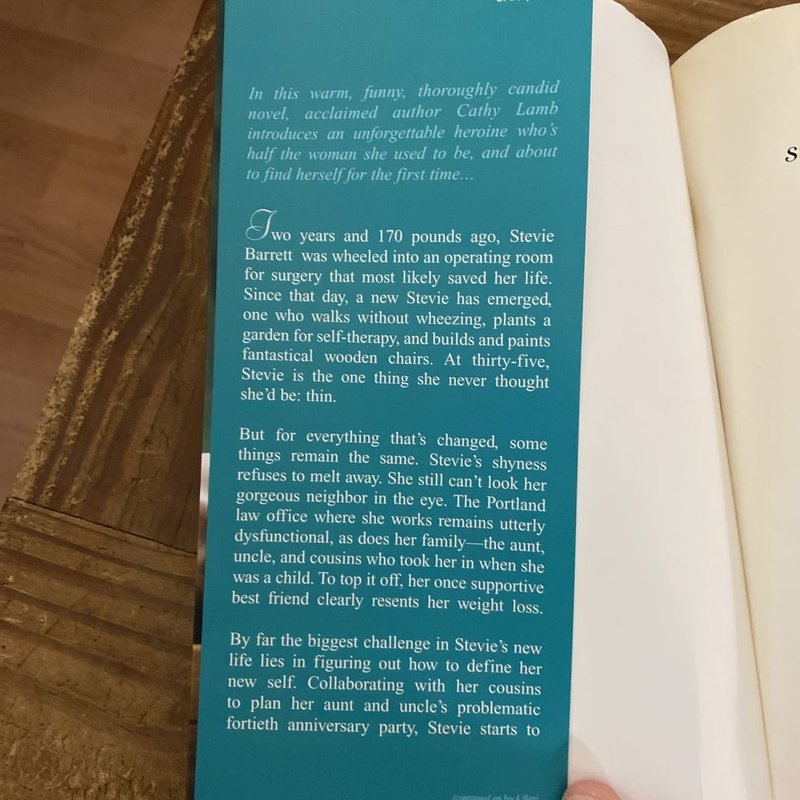 In this warm, funny, thoroughly candid
novel, acclaimed author Cathy Lamb
introduces an unforgettable heroine who's
half the woman she used to be, and about
to find herself for the first time…
Two years and 170 pounds ago, Stevie
Barrett was wheeled into an operating room
for surgery that most likely saved her life.
Since that day, a new Stevie has emerged,
one who walks without wheezing, plants a
garden for self-therapy, and builds and paints
fantastical wooden chairs. At thirty-five,
Stevie is the one thing she never thought
she'd be: thin.
But for everything that's changed, some
things remain the same. Stevie's shyness
refuses to melt away. She still can't look her
gorgeous neighbor in the eye. The Portland
law office where she works remains utterly
dysfunctional, as does her family—the aunt,
uncle, and cousins who took her in when she
was a child. To top it off, her once supportive
best friend clearly resents her weight loss.
By far the biggest challenge in Stevie's new
life lies in figuring out how to define her
new self. Collaborating with her cousins
to plan her aunt and uncle's problematic
fortieth anniversary party, Stevie starts to
(continued on back flap)
s